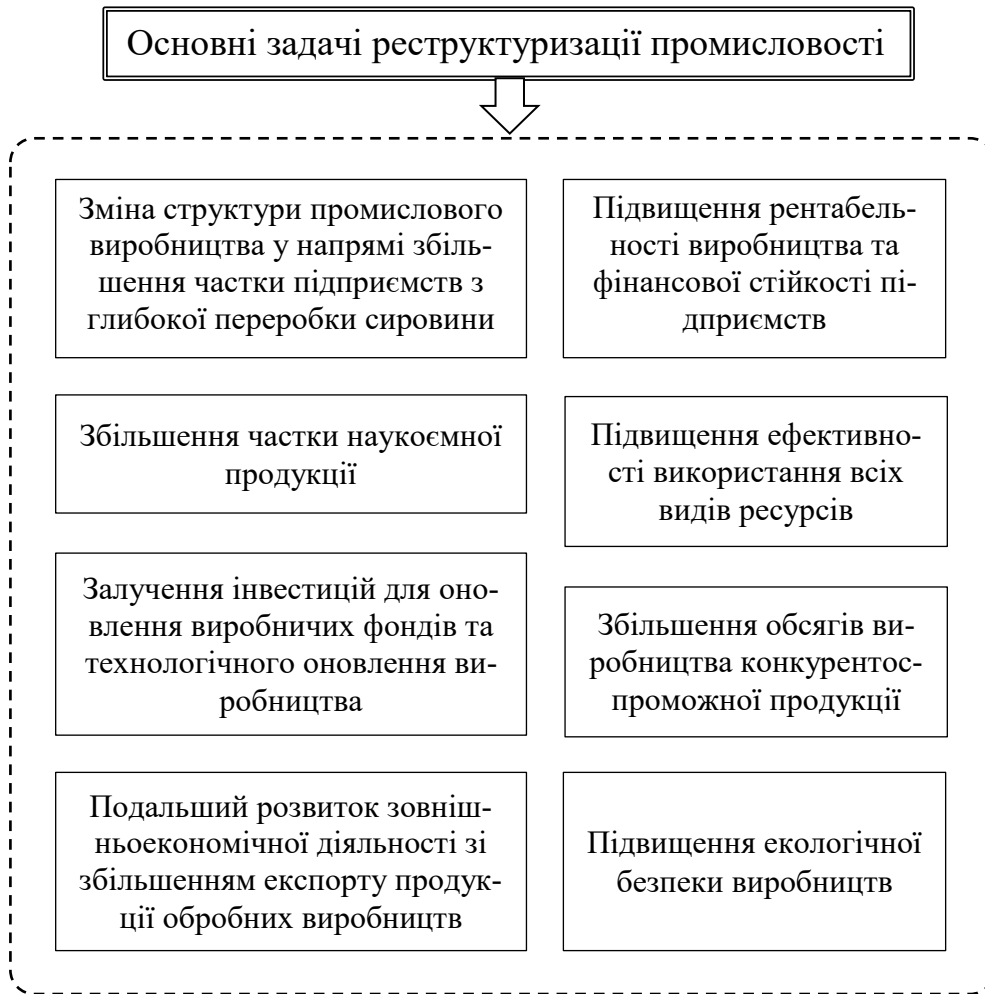 Основні задачі реструктуризації промисловості
Зміна структури промислового
виробництва у напрямі збіль-
шення частки підприємств з
глибокої переробки сировини
Підвищення рентабель-
ності виробництва та
фінансової стійкості пі-
дприємств
Збільшення частки наукоємної
продукції
Підвищення ефективно-
сті використання всіх
видів ресурсів
Залучення інвестицій для оно-
влення виробничих фондів та
технологічного оновлення ви-
робництва
Збільшення обсягів ви-
робництва конкурентос-
проможної продукції
Подальший розвиток зовніш-
ньоекономічної діяльності зі
збільшенням експорту продук-
ції обробних виробництв
Підвищення екологічної
безпеки виробництв